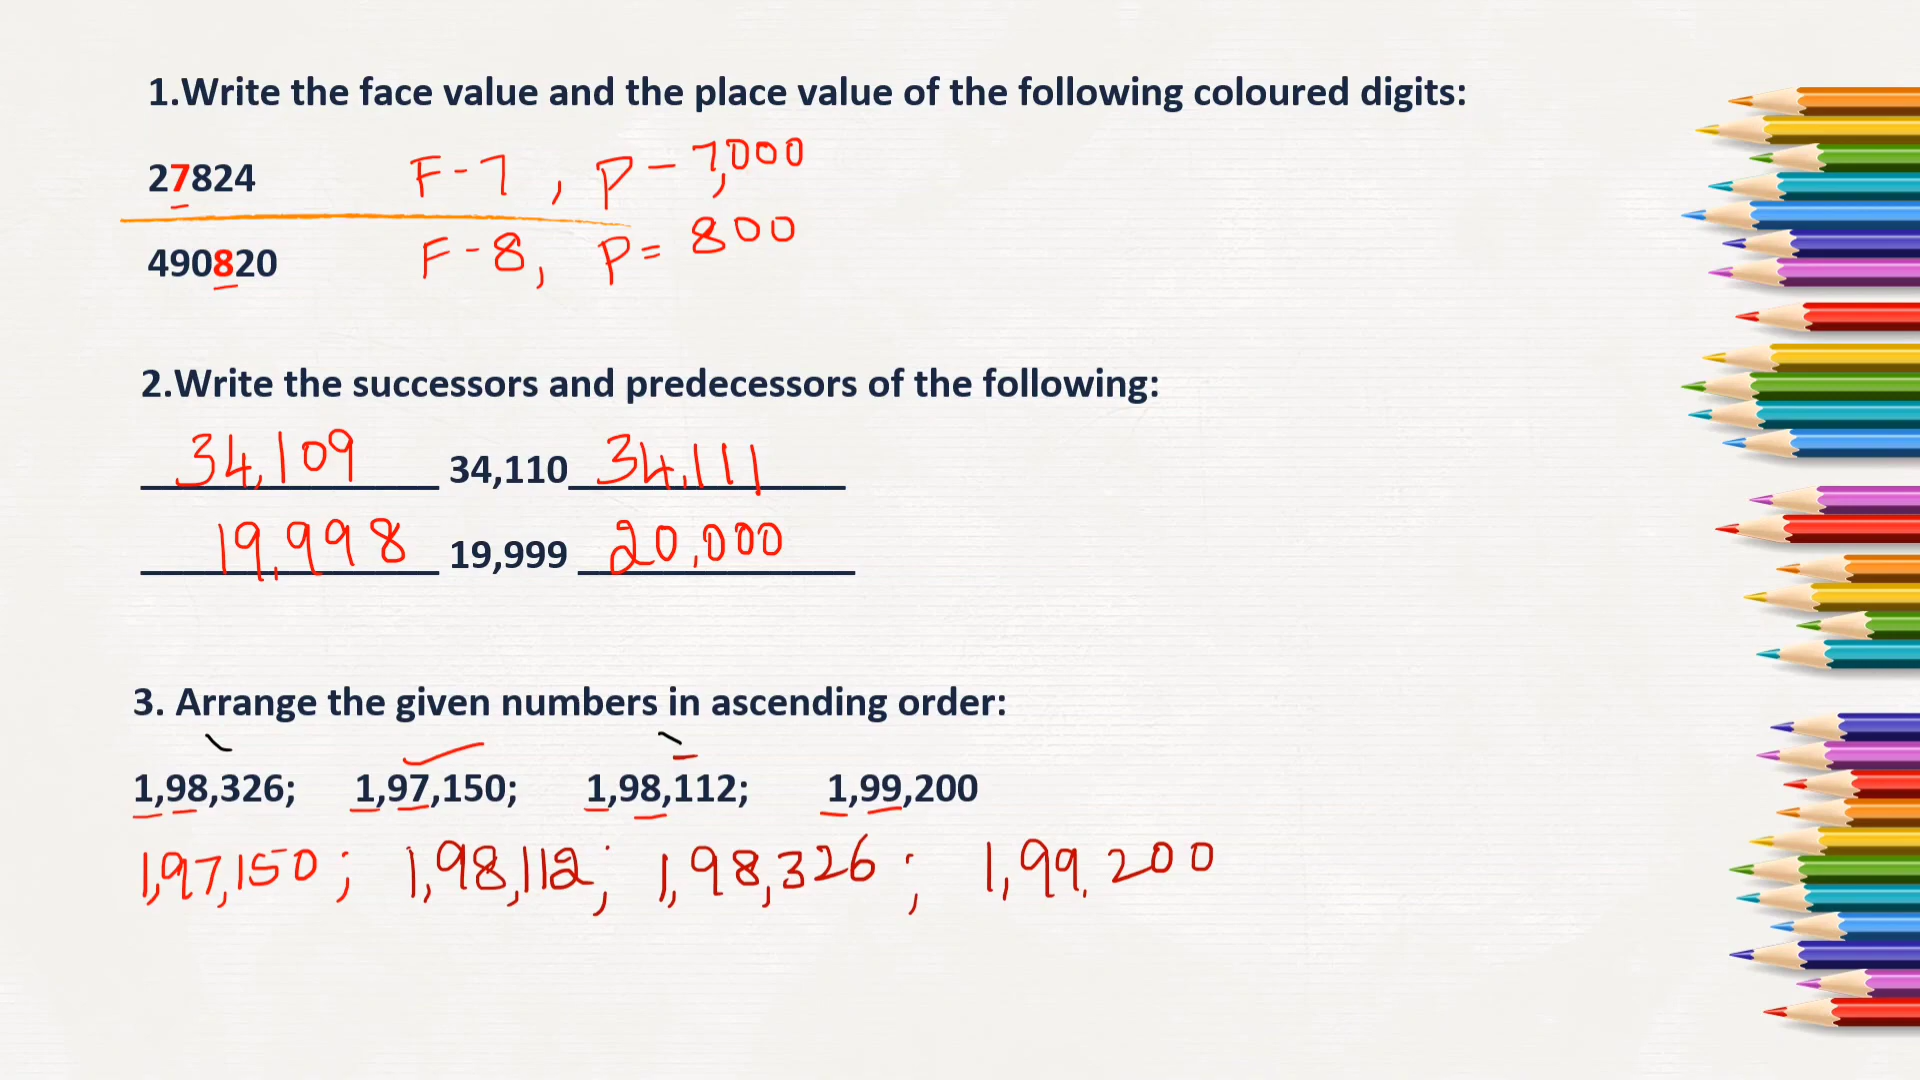 1.Write the face value and the place value of the following coloured digits:
27824 F - 7 , P - 7,000
490820 F - 8, P = 800
2.Write the successors and predecessors of the following:
34,109 34,110 34,111
19,998 19,999 20,000
3. Arrange the given numbers in ascending order:
1,98,326; 1,97,150; 1,98,112; 1,99,200
1,97,150 ; 1,98,112; 1,98,326 ; 1,99,200